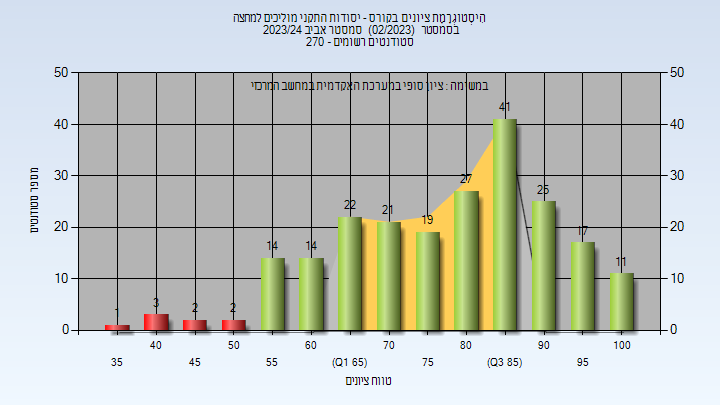 הִיסְטוֹגְרָמַת ציונים בקורס - יסודות התקני מוליכים למחצה
בסמסטר (02/2023) סמסטר אביב 2023/24
סטודנטים רשומים - 270
במשימה : ציון סופי במערכת האקדמית במחשב המרכזי
מספר סטודנטים
50 50
40 40
30 30
20 20
10 10
0 0
1 3 2 2 14 14 22 21 19 27 41 25 17 11
40 50 60 70 80 90 100
35 45 55 (Q1 65) 75 (Q3 85) 95
טווח ציונים